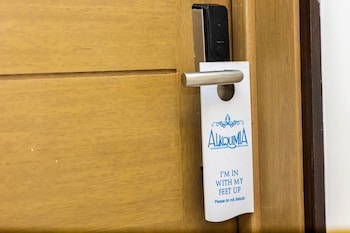 ALKOUMIA
I'M IN
WITH MY
FEET UP
Please do not disturb